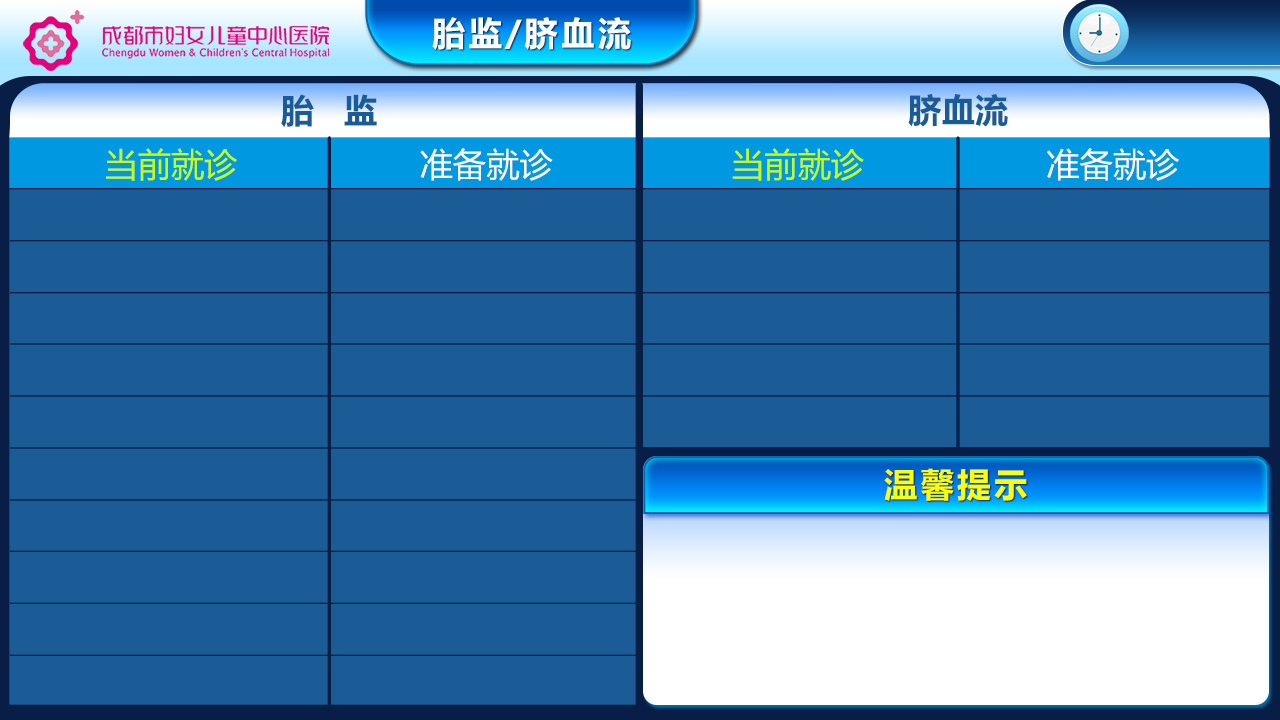 成都市妇女儿童中心医院
Chengdu Women & Children's Central Hospital
胎监/脐血流
胎 监
当前就诊 准备就诊
脐血流
当前就诊 准备就诊
温馨提示